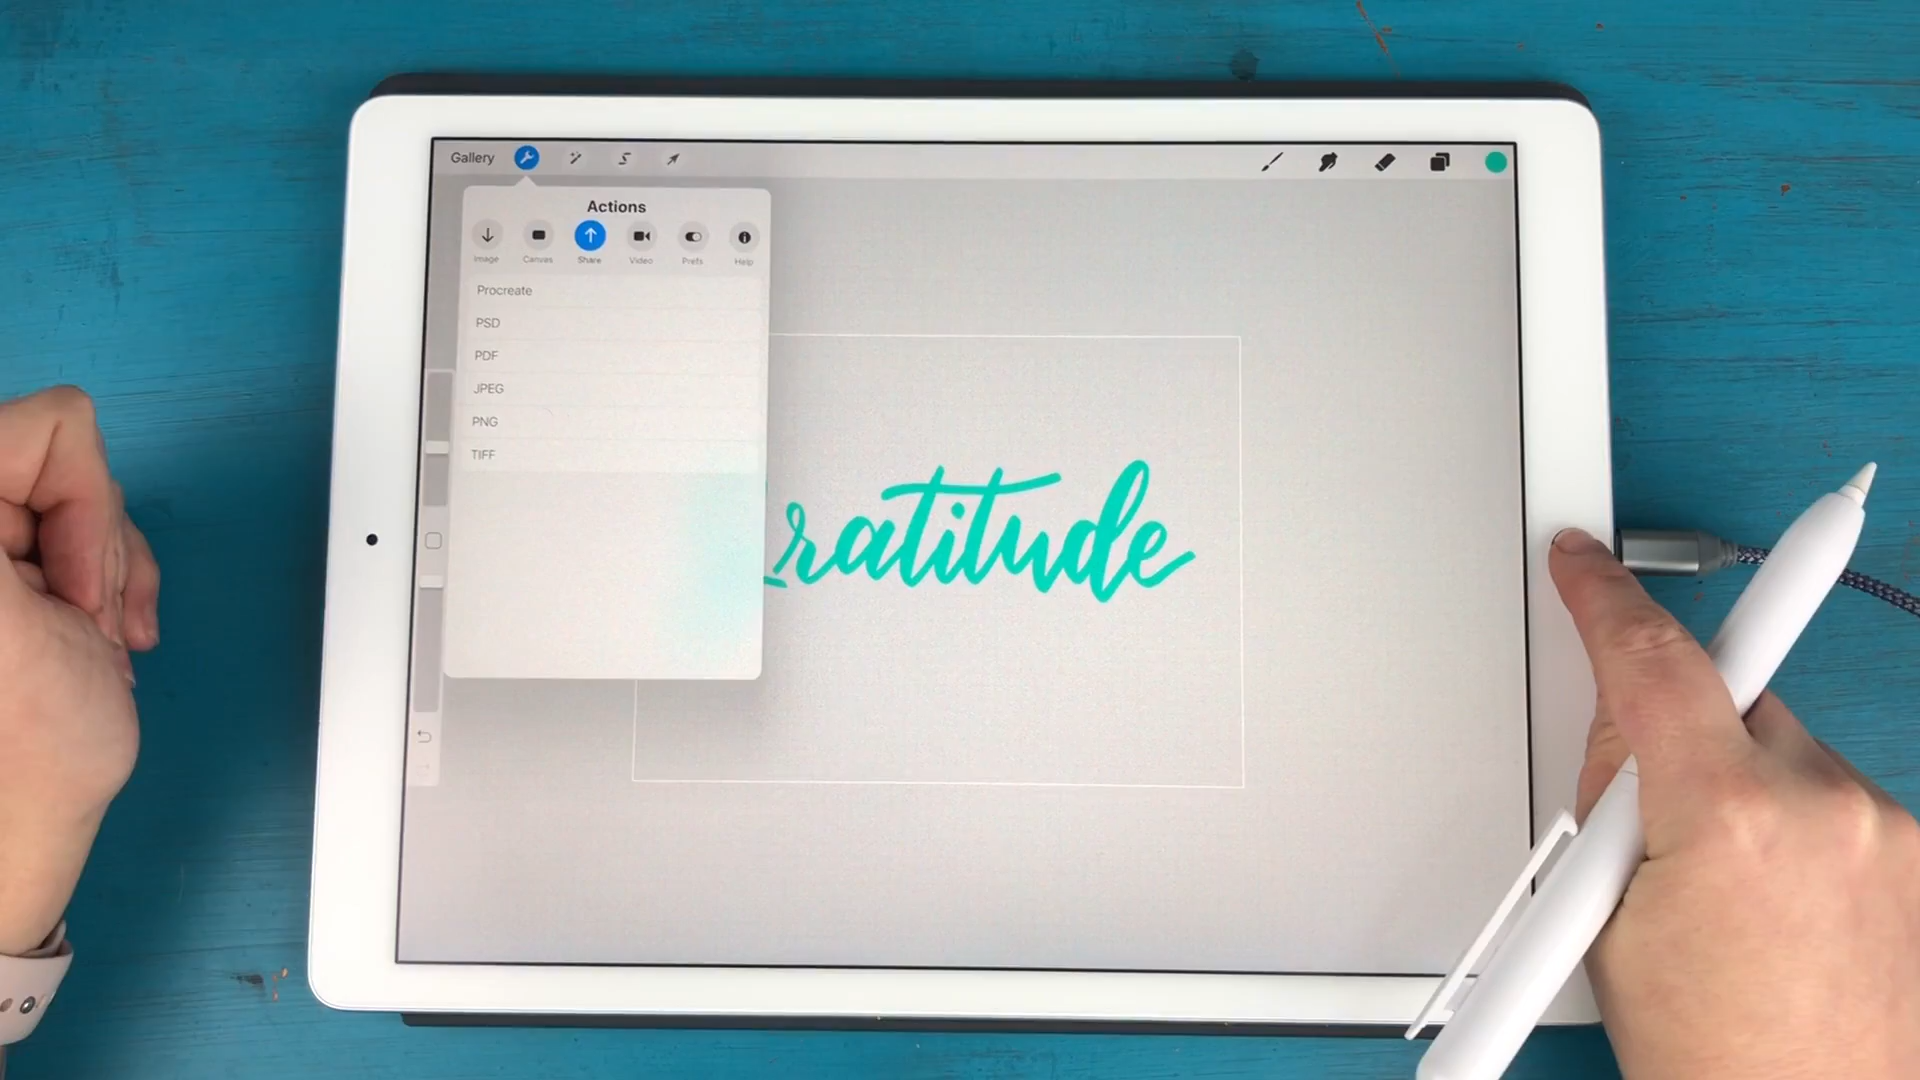 Gallery
Actions
Image Canvas Share Video Prefs Help
Procreate
PSD
PDF
JPEG
PNG
TIFF
ratitude